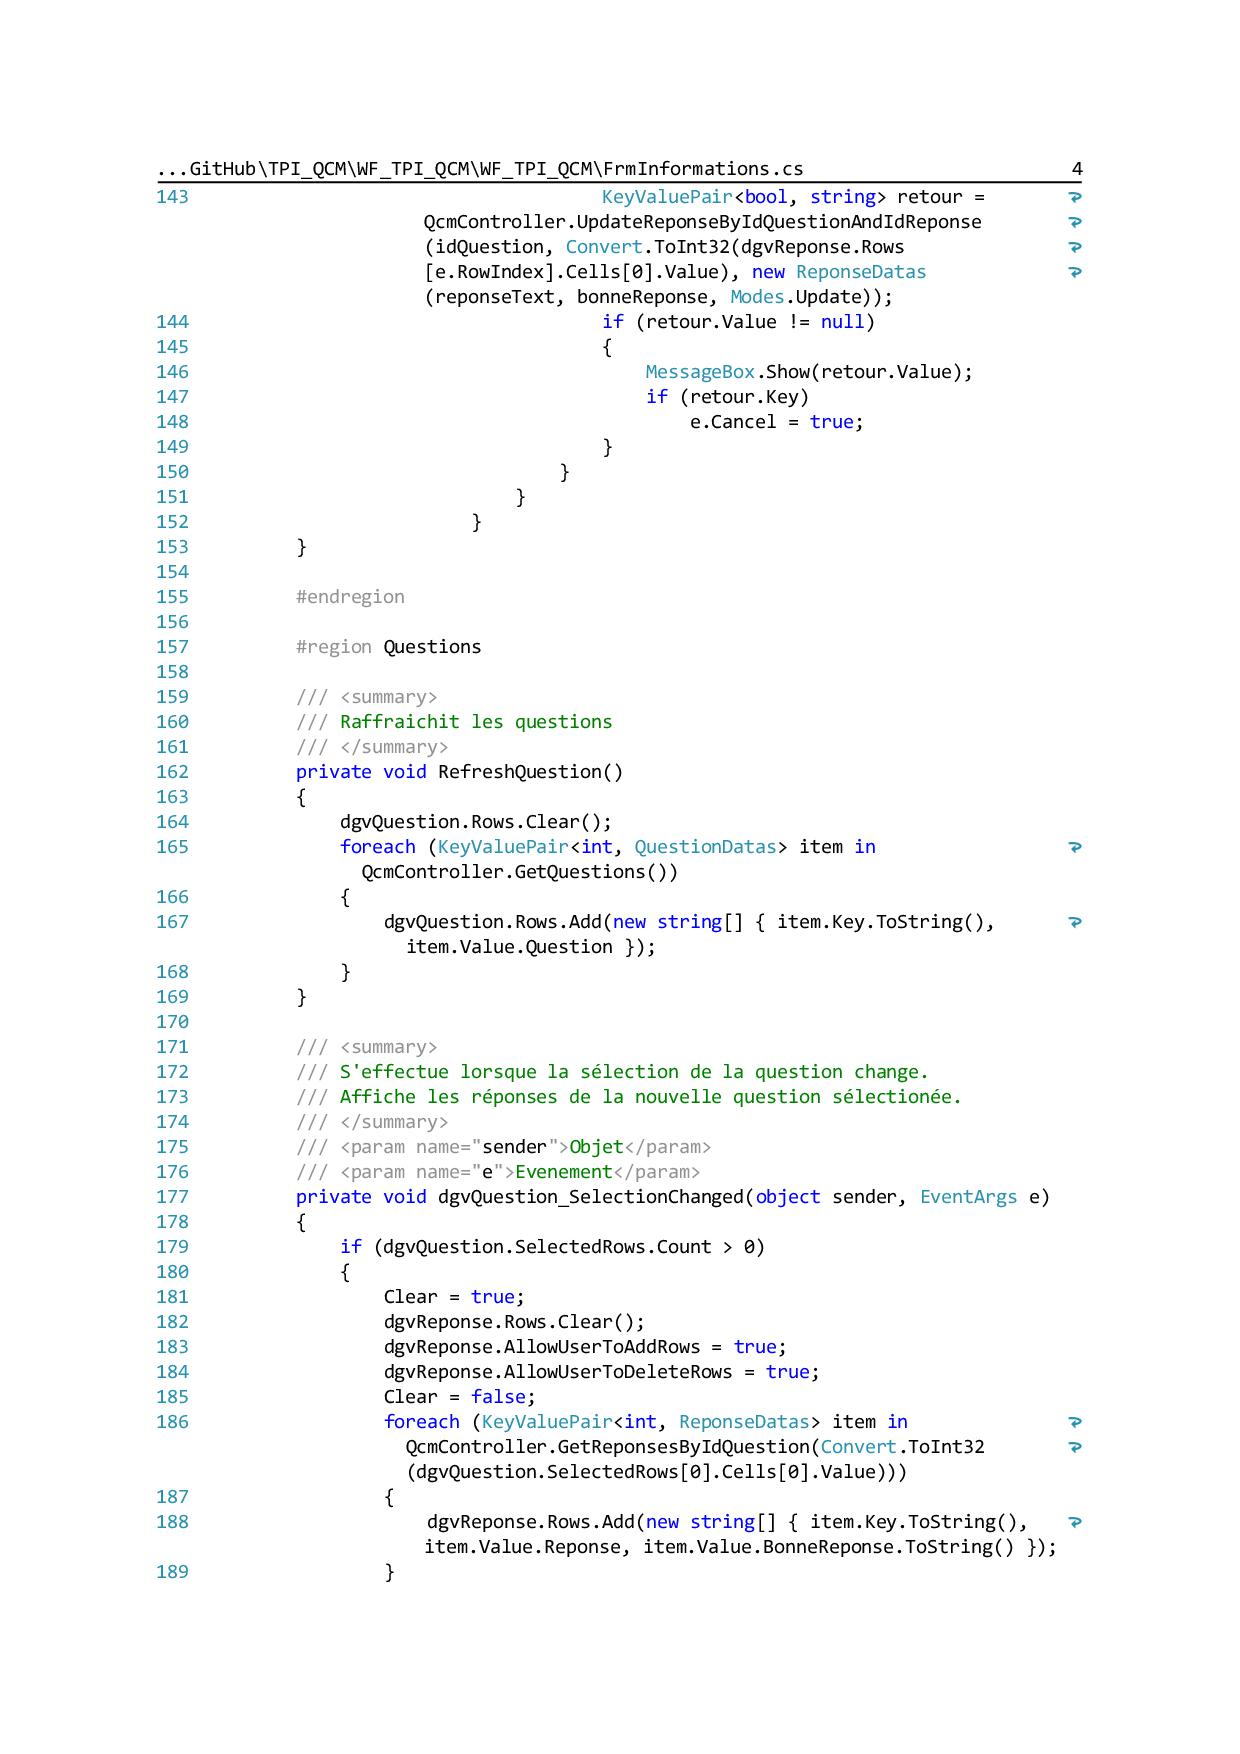 ...GitHub\TPI_QCM\WF_TPI_QCM\WF_TPI_QCM\FrmInformations.cs 4
143 KeyValuePair<bool, string> retour =
QcmController.UpdateReponseByIdQuestionAndIdReponse
(idQuestion, Convert.ToInt32(dgvReponse.Rows
[e.RowIndex].Cells[0].Value), new ReponseDatas
(reponseText, bonneReponse, Modes.Update));
144 if (retour.Value != null)
145 {
146 MessageBox.Show(retour.Value);
147 if (retour.Key)
148 e.Cancel = true;
149 }
150 }
151 }
152 }
153 }
154
155 #endregion
156
157 #region Questions
158
159 /// <summary>
160 /// Raffraichit les questions
161 /// </summary>
162 private void RefreshQuestion()
163 {
164 dgvQuestion.Rows.Clear();
165 foreach (KeyValuePair<int, QuestionDatas> item in
QcmController.GetQuestions())
166 {
167 dgvQuestion.Rows.Add(new string[] { item.Key.ToString(),
item.Value.Question });
168 }
169 }
170
171 /// <summary>
172 /// S'effectue lorsque la sélection de la question change.
173 /// Affiche les réponses de la nouvelle question sélectionée.
174 /// </summary>
175 /// <param name="sender">Objet</param>
176 /// <param name="e">Evenement</param>
177 private void dgvQuestion_SelectionChanged(object sender, EventArgs e)
178 {
179 if (dgvQuestion.SelectedRows.Count > 0)
180 {
181 Clear = true;
182 dgvReponse.Rows.Clear();
183 dgvReponse.AllowUserToAddRows = true;
184 dgvReponse.AllowUserToDeleteRows = true;
185 Clear = false;
186 foreach (KeyValuePair<int, ReponseDatas> item in
QcmController.GetReponsesByIdQuestion(Convert.ToInt32
(dgvQuestion.SelectedRows[0].Cells[0].Value)))
187 {
188 dgvReponse.Rows.Add(new string[] { item.Key.ToString(),
item.Value.Reponse, item.Value.BonneReponse.ToString() });
189 }